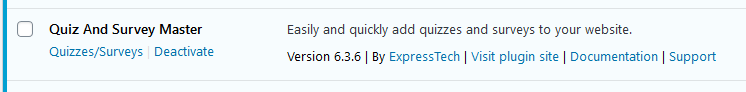 Quiz And Survey Master
Easily and quickly add quizzes and surveys to your website.
Quizzes/Surveys | Deactivate
Version 6.3.6 | By ExpressTech | Visit plugin site | Documentation | Support